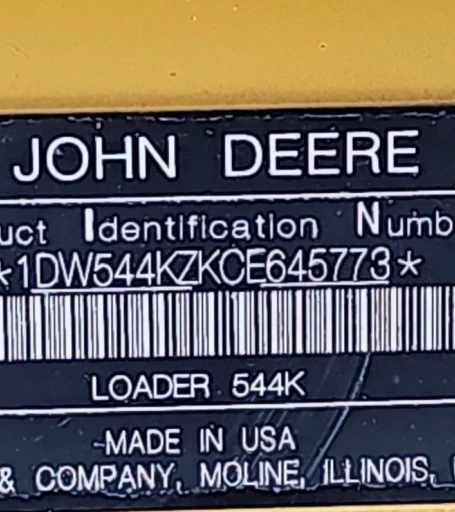 JOHN DEERE
uct Identification Numb
*1DW544KZKCE645773*
LOADER 544K
MADE IN USA
& COMPANY, MOLINE, ILLINOIS,